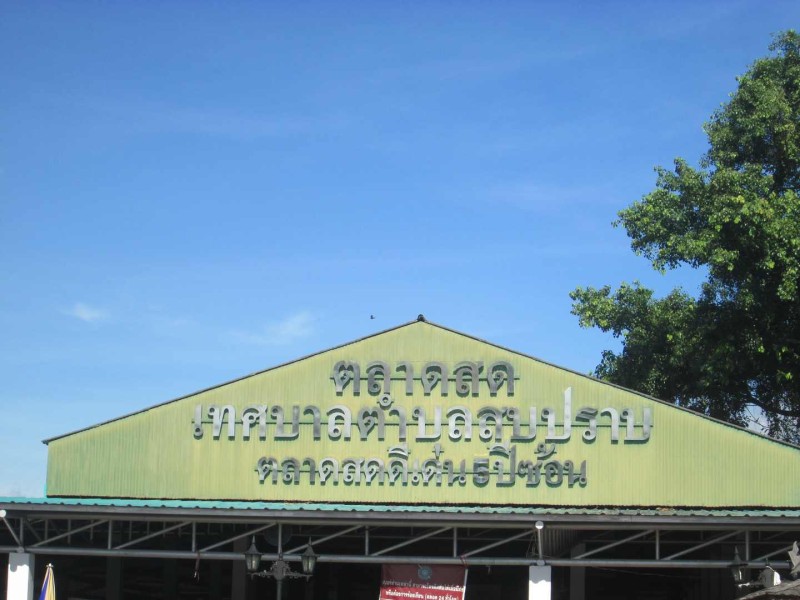 ตลาดสด
เทศบาลตำบลสบปราบ
ตลาดสดดีเด่น ๕ ปีซ้อน